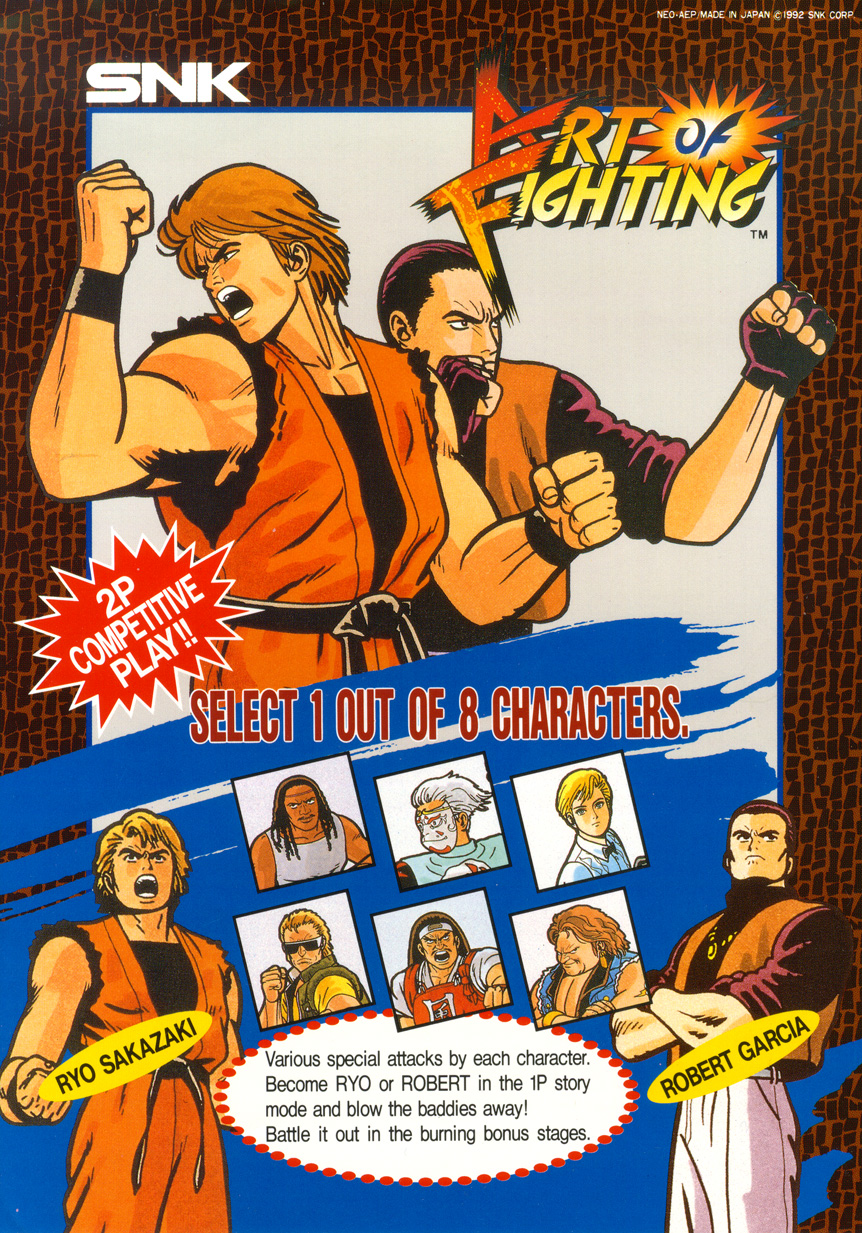 NEO•AEP/MADE IN JAPAN ©1992 SNK CORP.
SNK
ART OF
FIGHTING
TM
2P
COMPETITIVE
PLAY!!
SELECT 1 OUT OF 8 CHARACTERS.
RYO SAKAZAKI
ROBERT GARCIA
Various special attacks by each character.
Become RYO or ROBERT in the 1P story
mode and blow the baddies away!
Battle it out in the burning bonus stages.